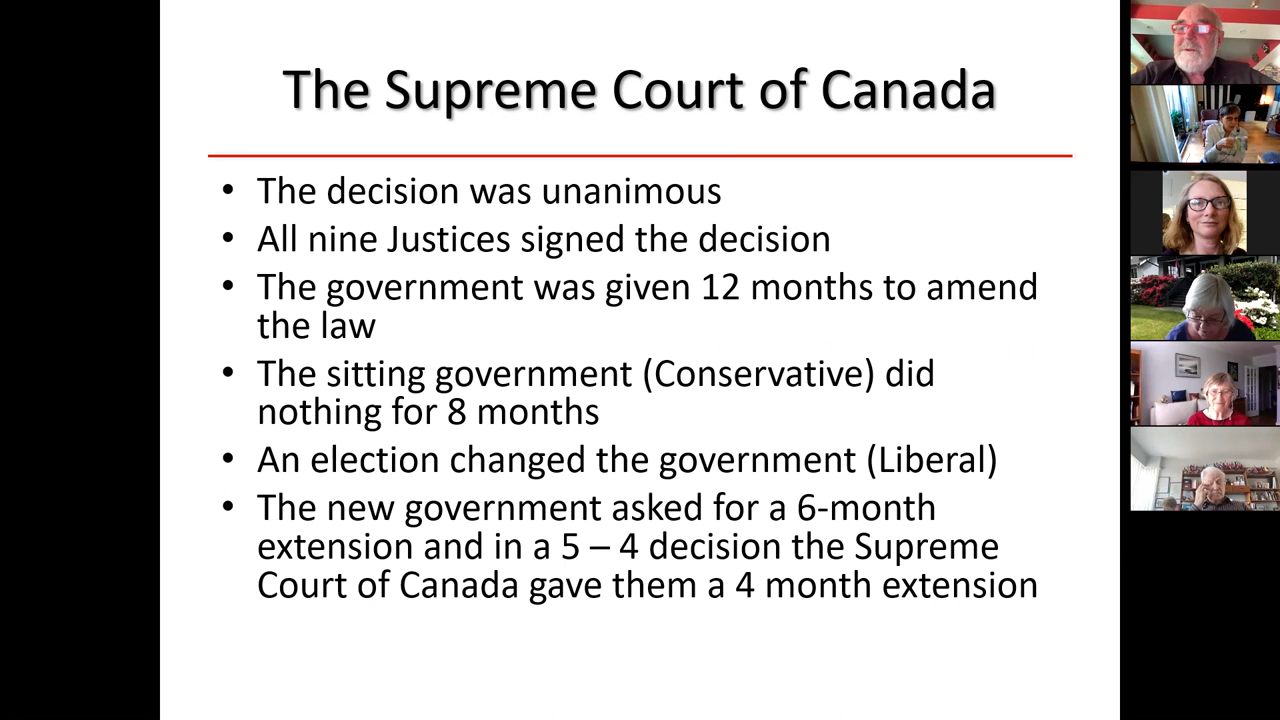 The Supreme Court of Canada
• The decision was unanimous
• All nine Justices signed the decision
• The government was given 12 months to amend
the law
• The sitting government (Conservative) did
nothing for 8 months
• An election changed the government (Liberal)
• The new government asked for a 6-month
extension and in a 5 – 4 decision the Supreme
Court of Canada gave them a 4 month extension